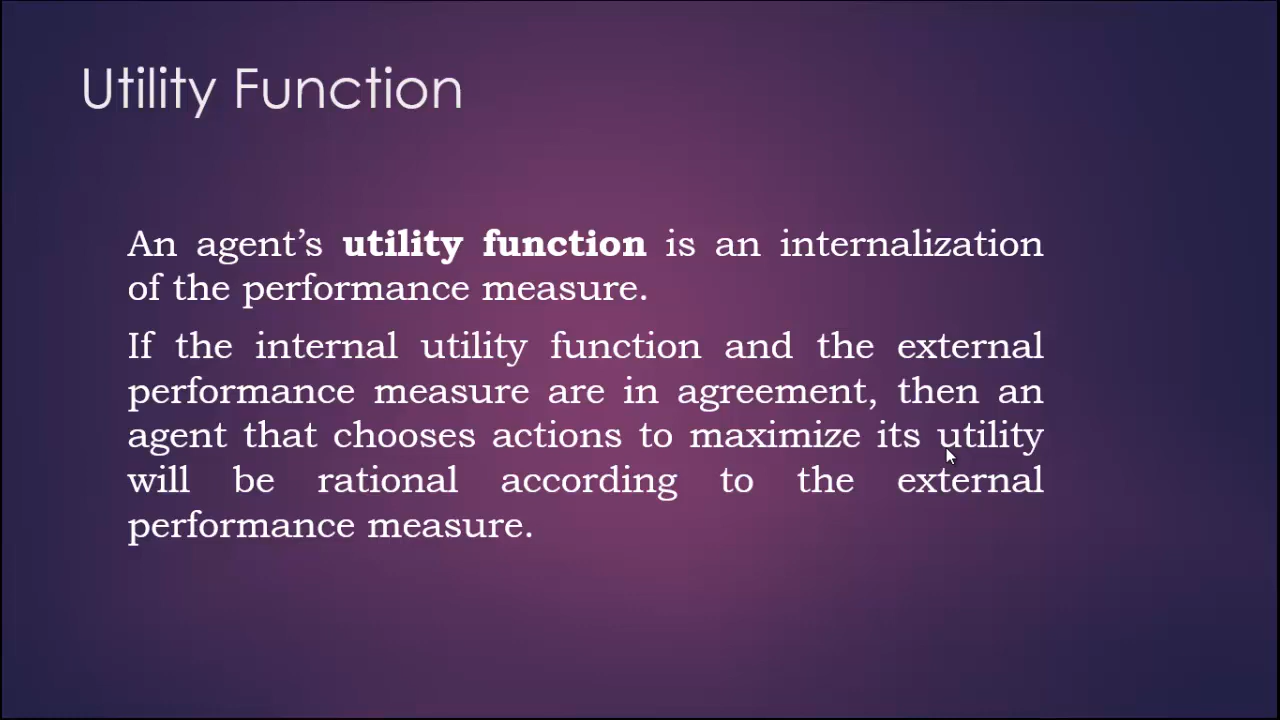 Utility Function
An agent’s utility function is an internalization
of the performance measure.
If the internal utility function and the external
performance measure are in agreement, then an
agent that chooses actions to maximize its utility
will be rational according to the external
performance measure.